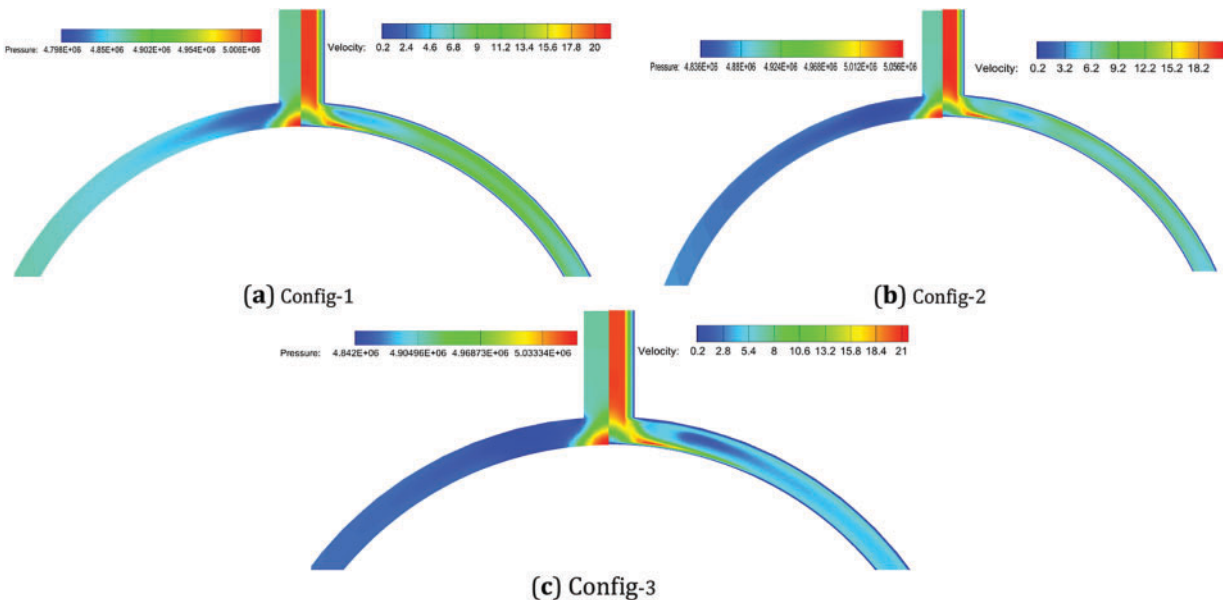 Pressure: 4.798E+06 4.85E+06 4.902E+06 4.954E+06 5.006E+06
Velocity: 0.2 2.4 4.6 6.8 9 11.2 13.4 15.6 17.8 20
(a) Config-1
Pressure: 4.836E+06 4.88E+06 4.924E+06 4.968E+06 5.012E+06 5.056E+06
Velocity: 0.2 3.2 6.2 9.2 12.2 15.2 18.2
(b) Config-2
Pressure: 4.842E+06 4.90496E+06 4.96873E+06 5.03334E+06
Velocity: 0.2 2.8 5.4 8 10.6 13.2 15.8 18.4 21
(c) Config-3